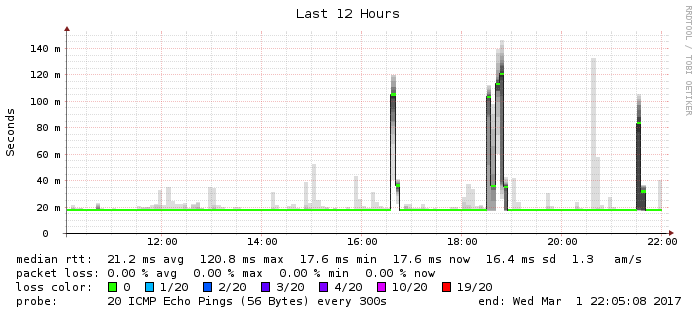 Last 12 Hours
RRDTOOL / TOBI OETIKER
Seconds
140 m
120 m
100 m
80 m
60 m
40 m
20 m
0
12:00 14:00 16:00 18:00 20:00 22:00
median rtt: 21.2 ms avg 120.8 ms max 17.6 ms min 17.6 ms now 16.4 ms sd 1.3 am/s
packet loss: 0.00 % avg 0.00 % max 0.00 % min 0.00 % now
loss color: 0 1/20 2/20 3/20 4/20 10/20 19/20
probe: 20 ICMP Echo Pings (56 Bytes) every 300s end: Wed Mar 1 22:05:08 2017